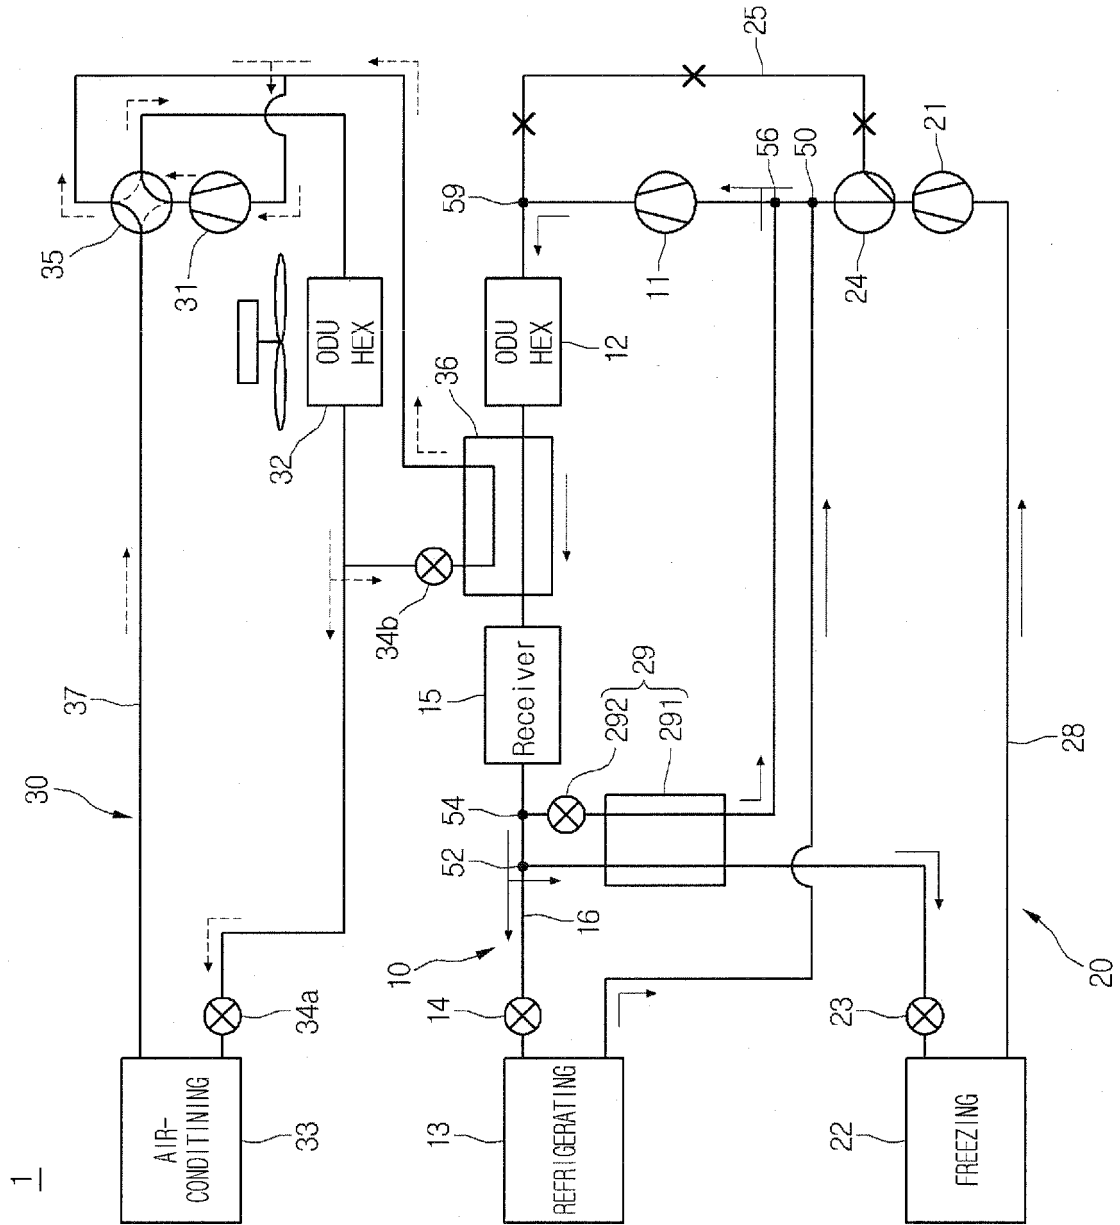 1
30
37
35
31
AIR-
CONDITINING
33
34a
32
ODU
HEX
34b
36
10
13
14
15
52
54
59
REFRIGERATING
Receiver
ODU
HEX
16
292
29
291
12
11
25
56
50
22
23
24
21
FREEZING
28
20